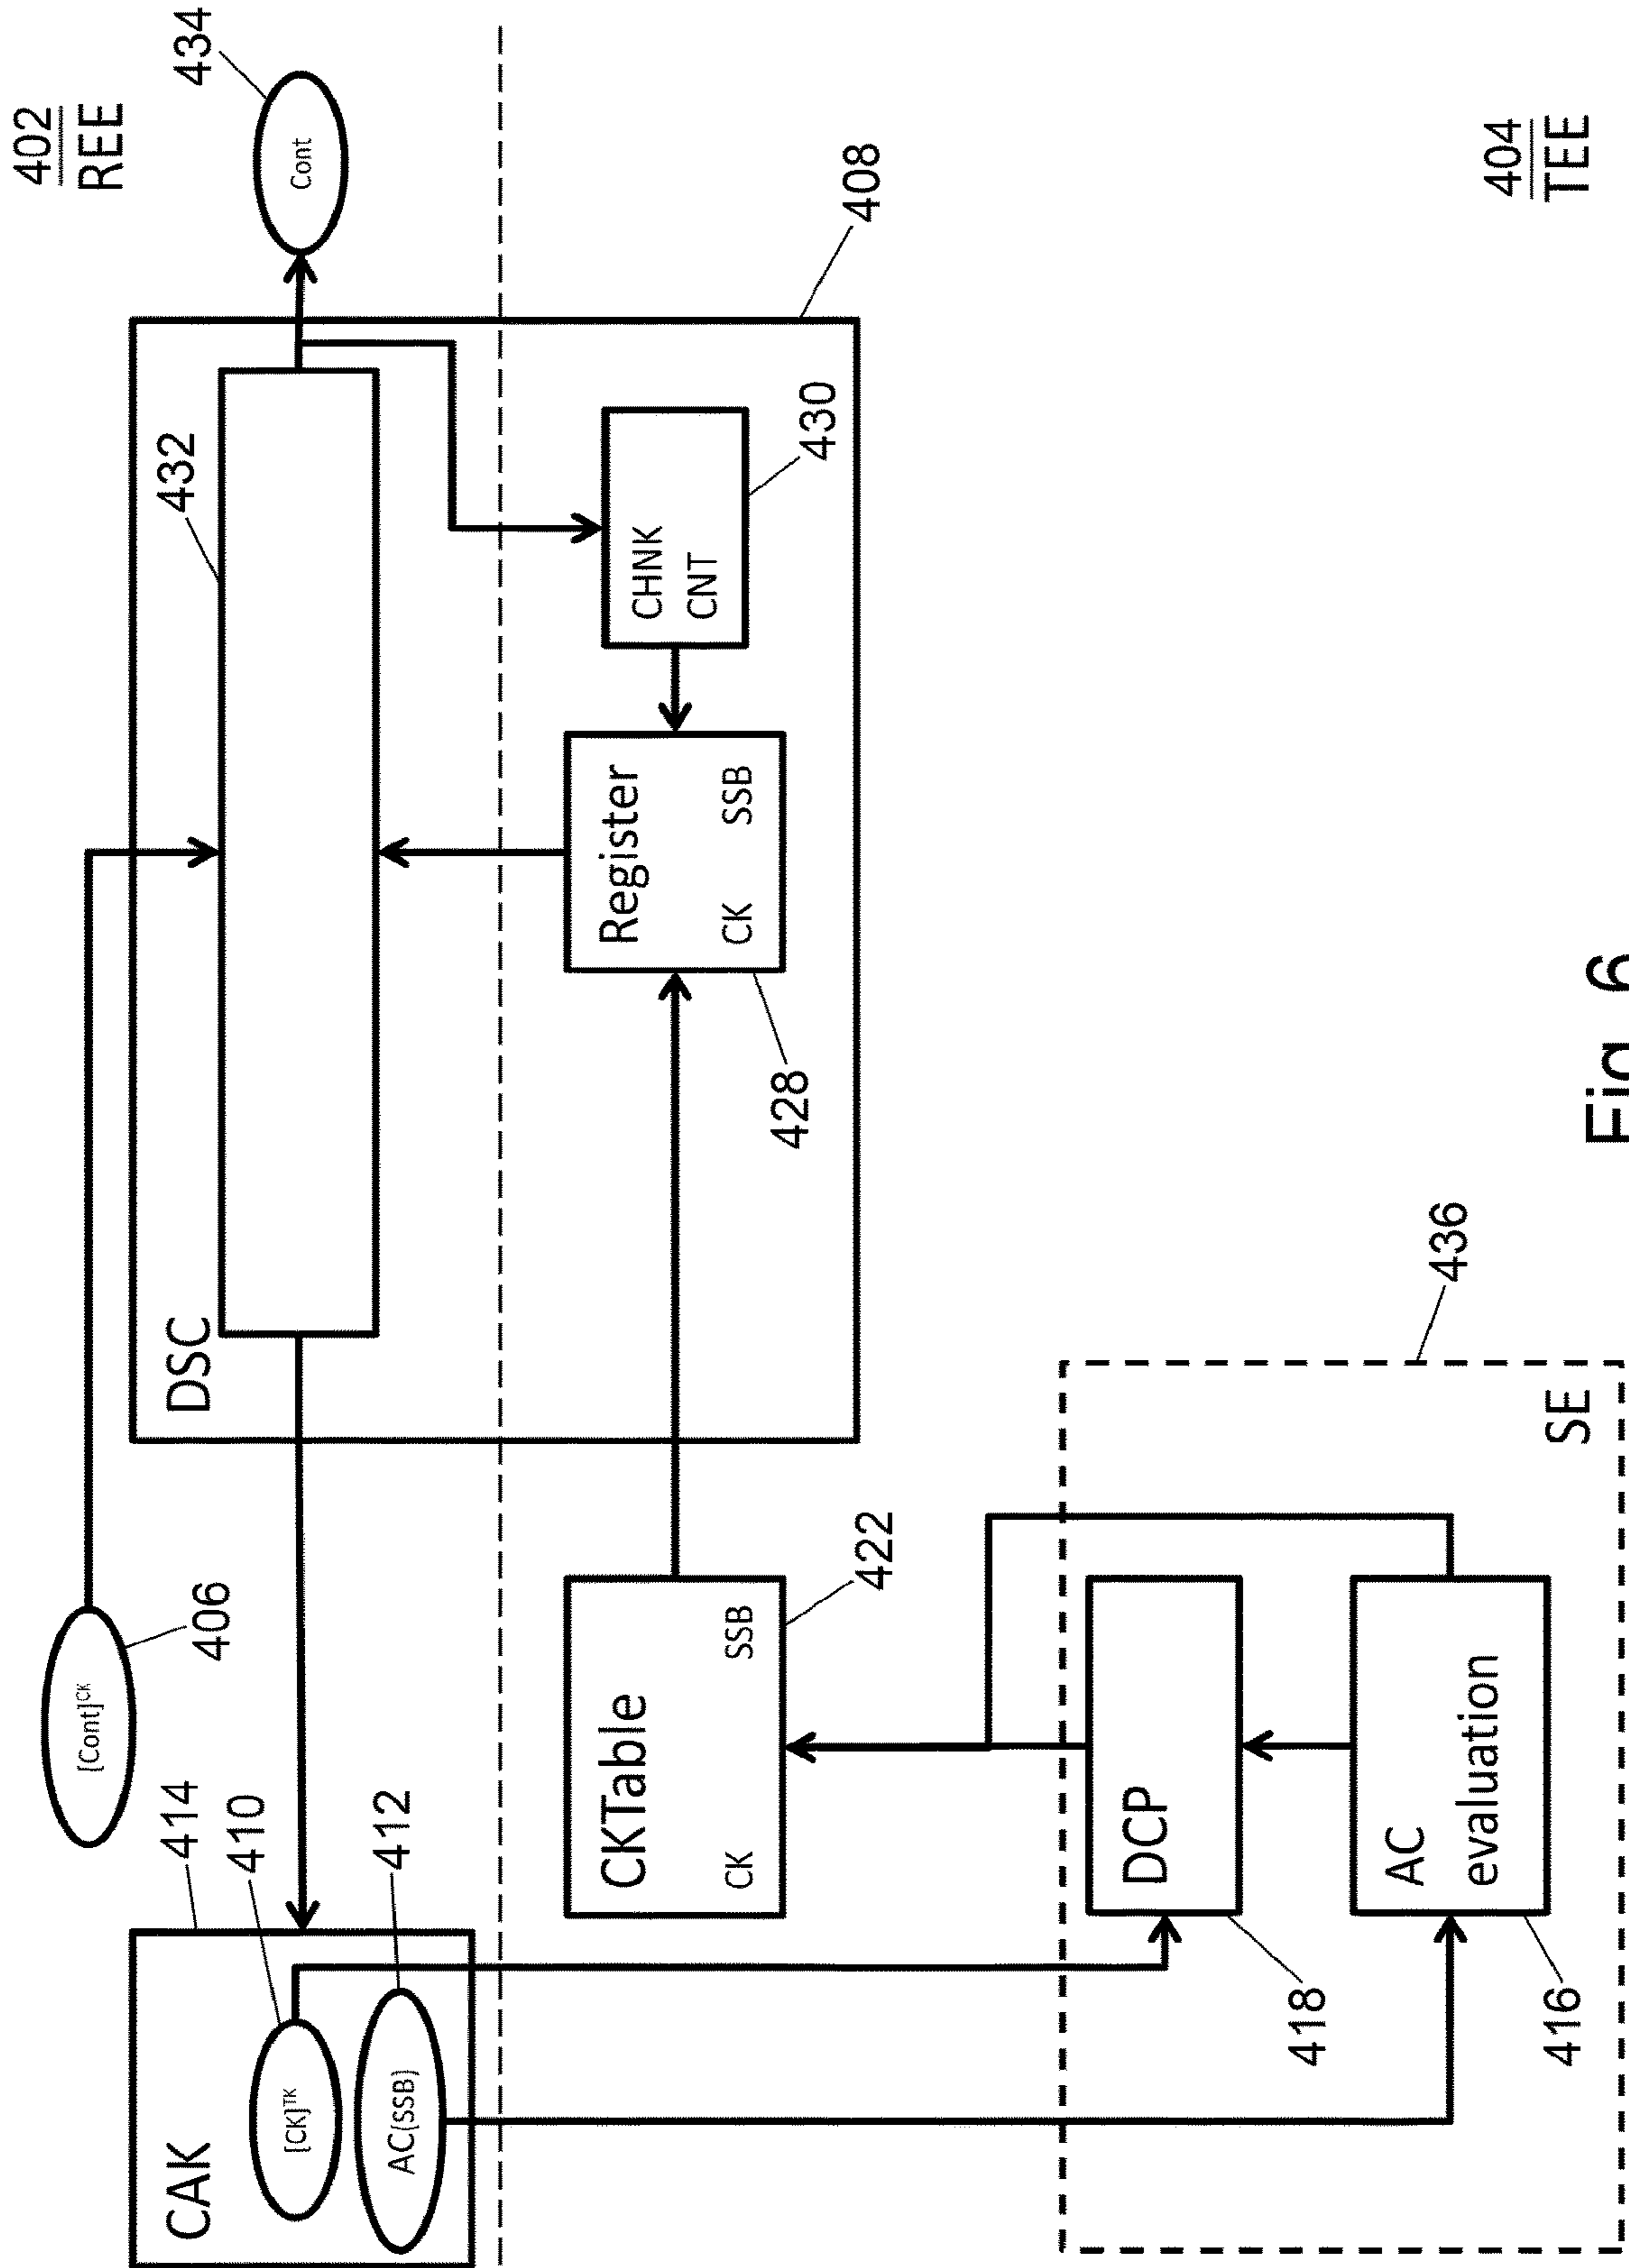 402
REE
[Cont]CK
406
434
Cont
414
CAK
410
[CK]TK
412
AC(SSB)
DSC
432
408
CKTable
CK SSB
422
Register
CK SSB
428
CHNK
CNT
430
404
TEE
436
SE
DCP
418
AC
evaluation
416
Fig. 6